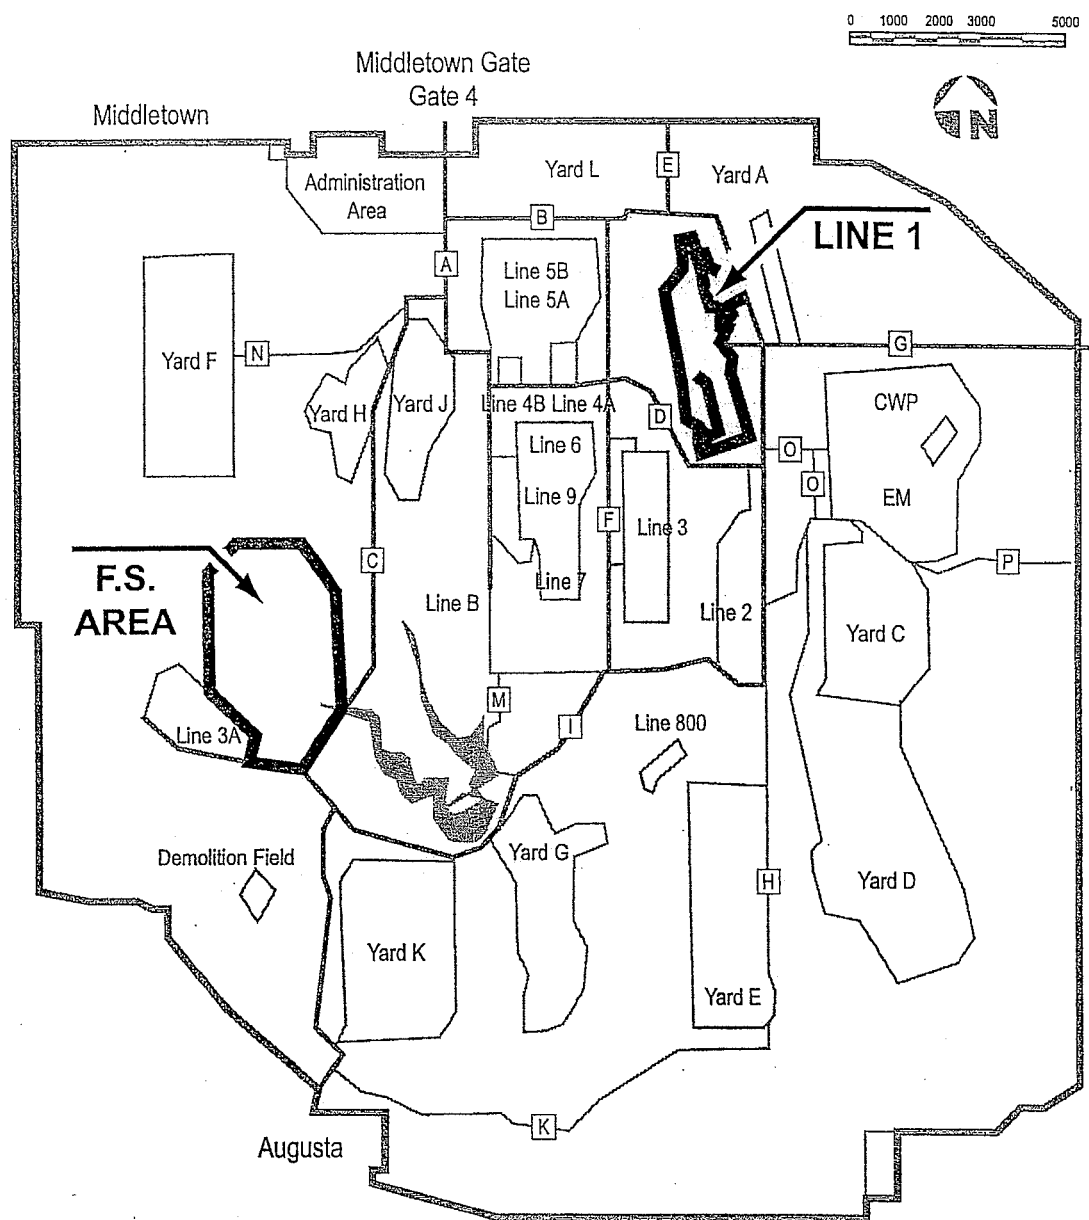 0 1000 2000 3000 5000
Middletown Gate
Gate 4
Middletown
N
E
Yard L
Yard A
Administration
Area
B
LINE 1
A
Line 5B
Line 5A
G
N
Yard F
Yard H
Yard J
Line 4B
Line 4A
D
CWP
Line 6
O
O
Line 9
EM
F
Line 3
C
P
F.S.
AREA
Line 7
Line B
Line 2
Yard C
M
I
Line 800
Line 3A
Yard G
Demolition Field
H
Yard D
Yard K
Yard E
K
Augusta